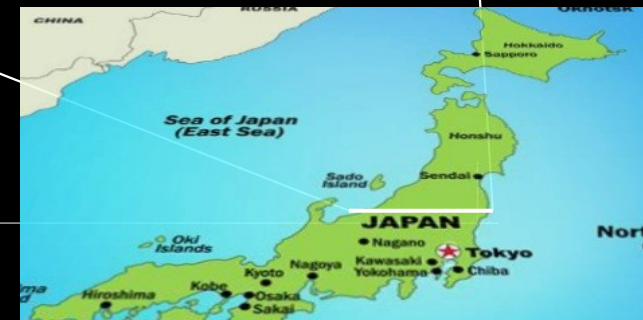 CHINA
RUSSIA
Okhotsk
Hokkaido
Sapporo
Sea of Japan
(East Sea)
Honshu
Sado
Island
Sendai
JAPAN
Oki
Islands
Nagano
Tokyo
Nort
Nagoya
Kawasaki
Kyoto
Yokohama
Chiba
Kobe
Hiroshima
Osaka
Sakai